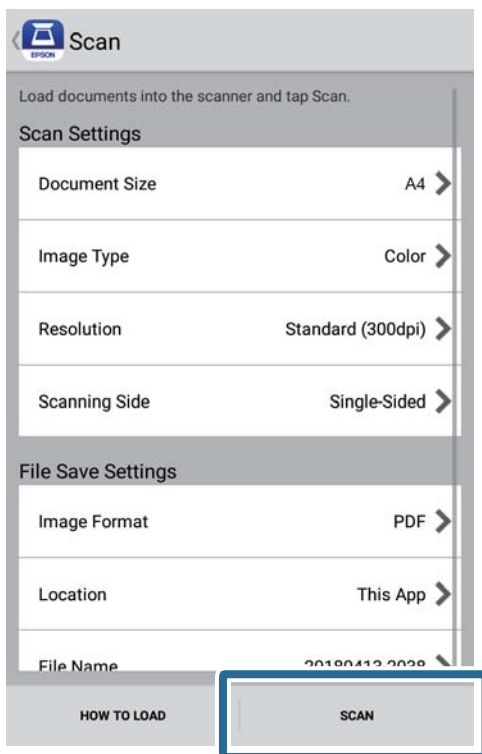 EPSON
Scan
Load documents into the scanner and tap Scan.
Scan Settings
Document Size A4
Image Type Color
Resolution Standard (300dpi)
Scanning Side Single-Sided
File Save Settings
Image Format PDF
Location This App
File Name 20180413 2038
HOW TO LOAD SCAN